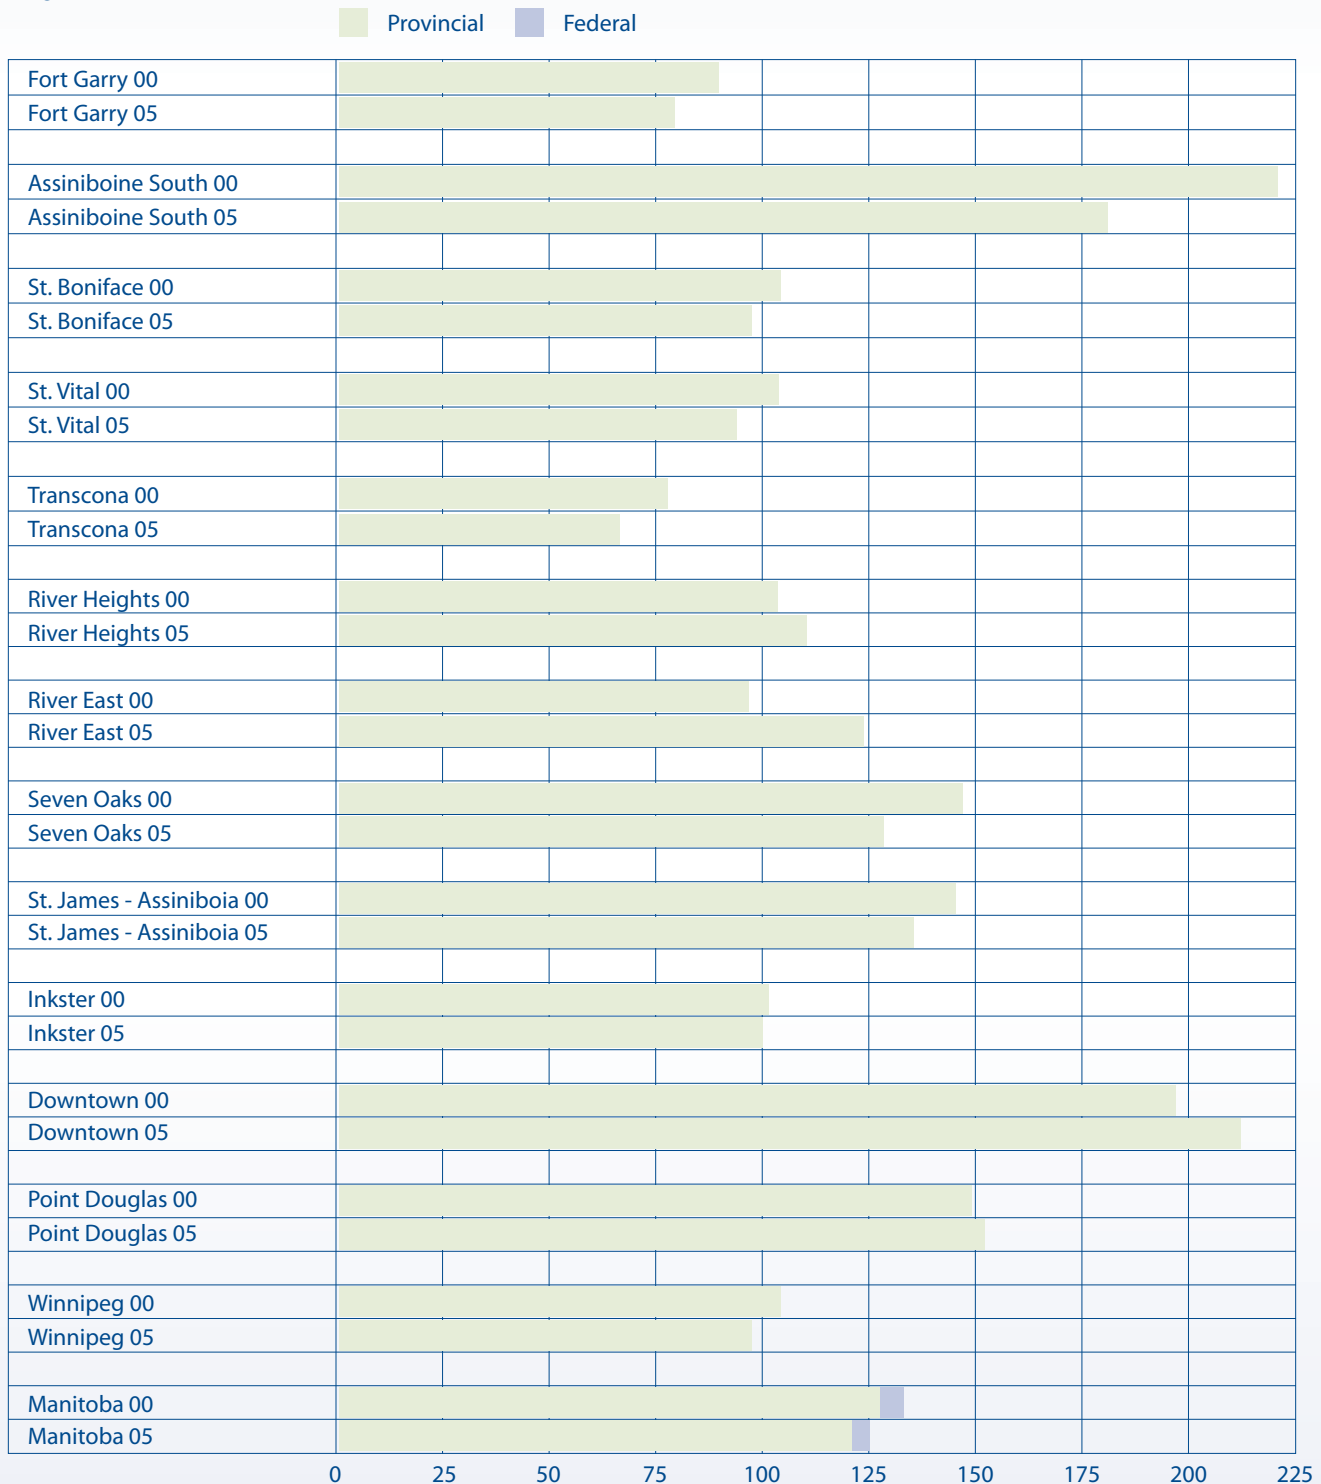 Provincial Federal
Fort Garry 00
Fort Garry 05
Assiniboine South 00
Assiniboine South 05
St. Boniface 00
St. Boniface 05
St. Vital 00
St. Vital 05
Transcona 00
Transcona 05
River Heights 00
River Heights 05
River East 00
River East 05
Seven Oaks 00
Seven Oaks 05
St. James - Assiniboia 00
St. James - Assiniboia 05
Inkster 00
Inkster 05
Downtown 00
Downtown 05
Point Douglas 00
Point Douglas 05
Winnipeg 00
Winnipeg 05
Manitoba 00
Manitoba 05
0 25 50 75 100 125 150 175 200 225